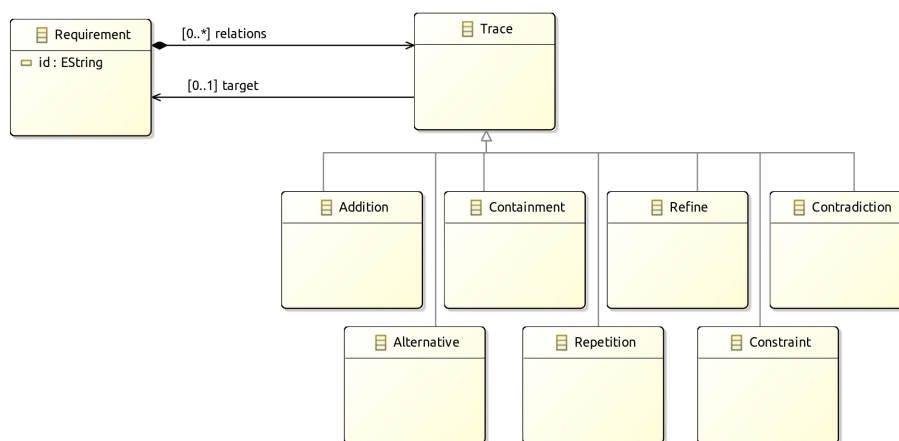 Requirement
id : EString
[0..*] relations
[0..1] target
Trace
Addition
Containment
Refine
Contradiction
Alternative
Repetition
Constraint